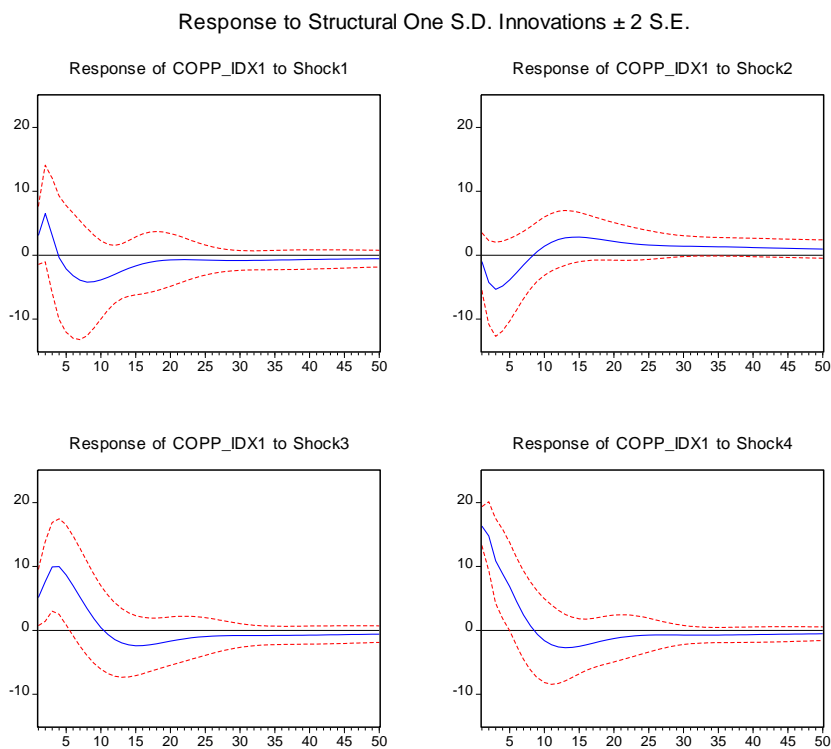 Response to Structural One S.D. Innovations ± 2 S.E.
Response of COPP_IDX1 to Shock1
20
10
0
-10
5 10 15 20 25 30 35 40 45 50
Response of COPP_IDX1 to Shock2
20
10
0
-10
5 10 15 20 25 30 35 40 45 50
Response of COPP_IDX1 to Shock3
20
10
0
-10
5 10 15 20 25 30 35 40 45 50
Response of COPP_IDX1 to Shock4
20
10
0
-10
5 10 15 20 25 30 35 40 45 50